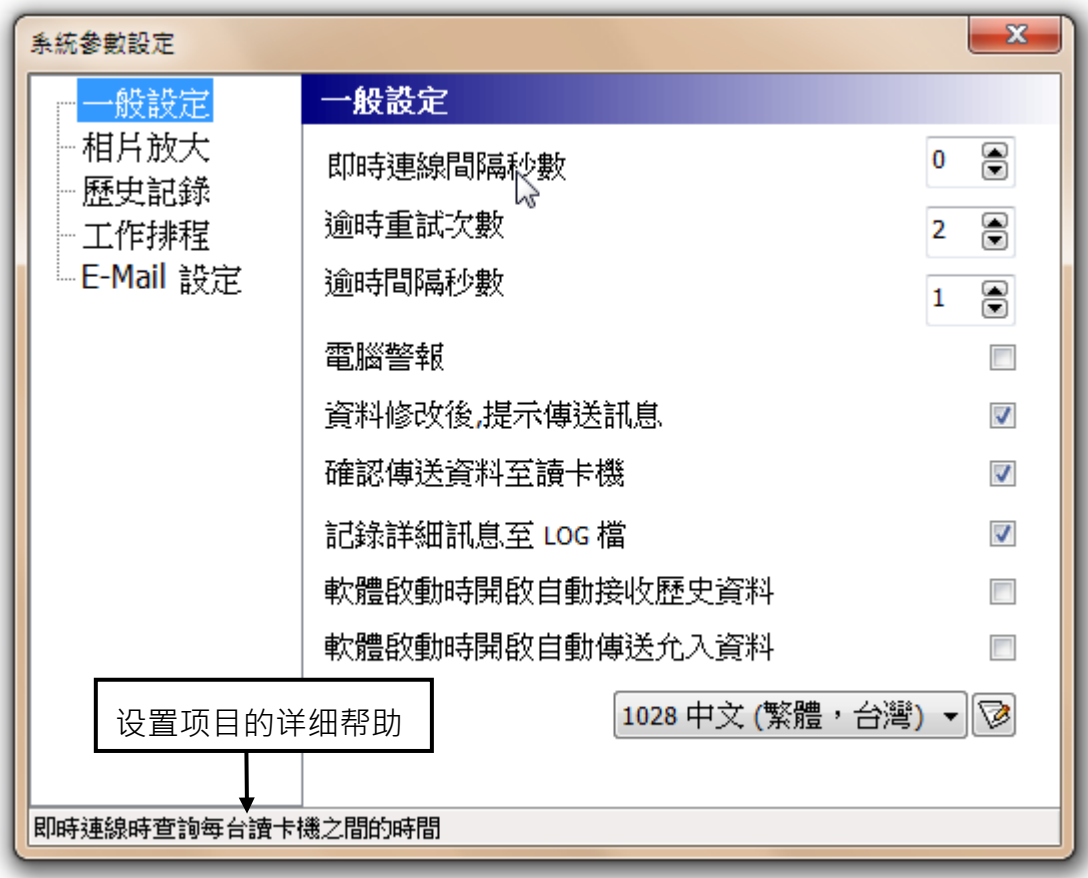 系統參數設定
一般設定
相片放大
歷史記錄
工作排程
E-Mail 設定
一般設定
即時連線間隔秒數 0
逾時重試次數 2
逾時間隔秒數 1
電腦警報
資料修改後,提示傳送訊息
確認傳送資料至讀卡機
記錄詳細訊息至 LOG 檔
軟體啟動時開啟自動接收歷史資料
軟體啟動時開啟自動傳送允入資料
1028 中文 (繁體，台灣)
设置项目的详细帮助
即時連線時查詢每台讀卡機之間的時間